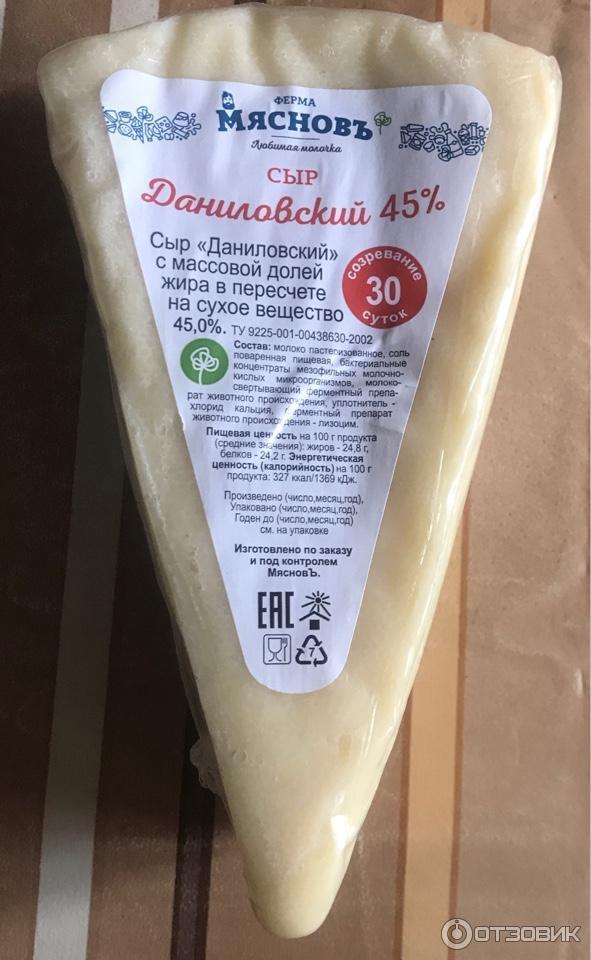 ФЕРМА
МЯСНОВЪ
Любимая молочка
СЫР
Даниловский 45%
Сыр «Даниловский»
с массовой долей
жира в пересчете
на сухое вещество
45,0%. ТУ 9225-001-00438630-2002
созревание
30
суток
Состав: молоко пастеризованное, соль
поваренная пищевая, бактериальные
концентраты мезофильных молочно-
кислых микроорганизмов, молоко-
свертывающий ферментный препа-
рат животного происхождения, уплотнитель -
хлорид кальция, ферментный препарат
животного происхождения - лизоцим.
Пищевая ценность на 100 г продукта
(средние значения): жиров - 24,8 г,
белков - 24,2 г. Энергетическая
ценность (калорийность) на 100 г
продукта: 327 ккал/1369 кДж.
Произведено (число,месяц,год),
Упаковано (число,месяц,год),
Годен до (число,месяц,год)
см. на упаковке
Изготовлено по заказу
и под контролем
МясновЪ.
EAC
7
ОТЗОВИК